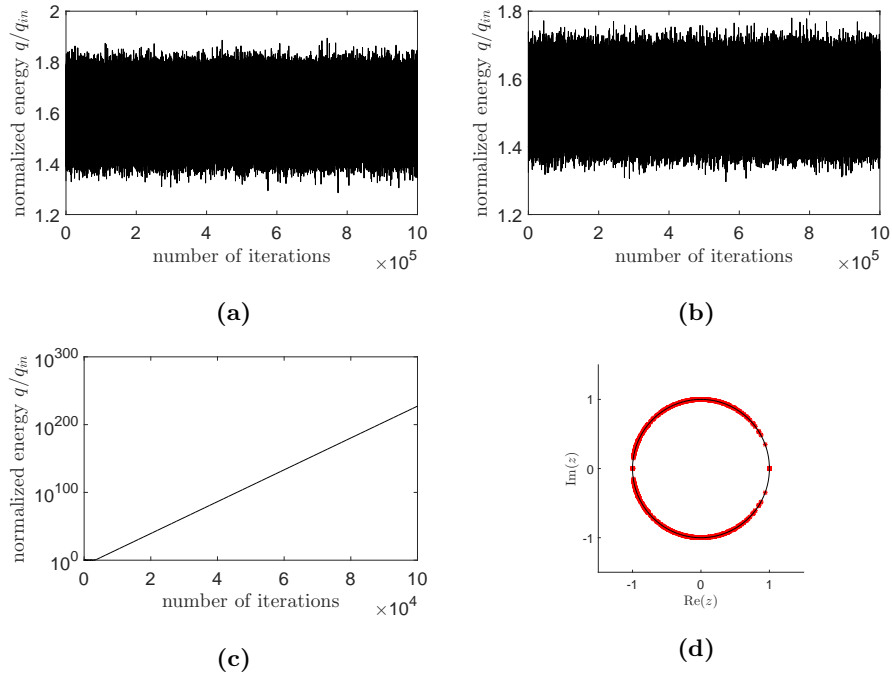 normalized energy q/q_in
2
1.8
1.6
1.4
1.2
0 2 4 6 8 10
number of iterations
×10^5
(a)
normalized energy q/q_in
1.8
1.6
1.4
1.2
0 2 4 6 8 10
number of iterations
×10^5
(b)
normalized energy q/q_in
10^300
10^200
10^100
10^0
0 2 4 6 8 10
number of iterations
×10^4
(c)
Im(z)
1
0
-1
-1 0 1
Re(z)
(d)